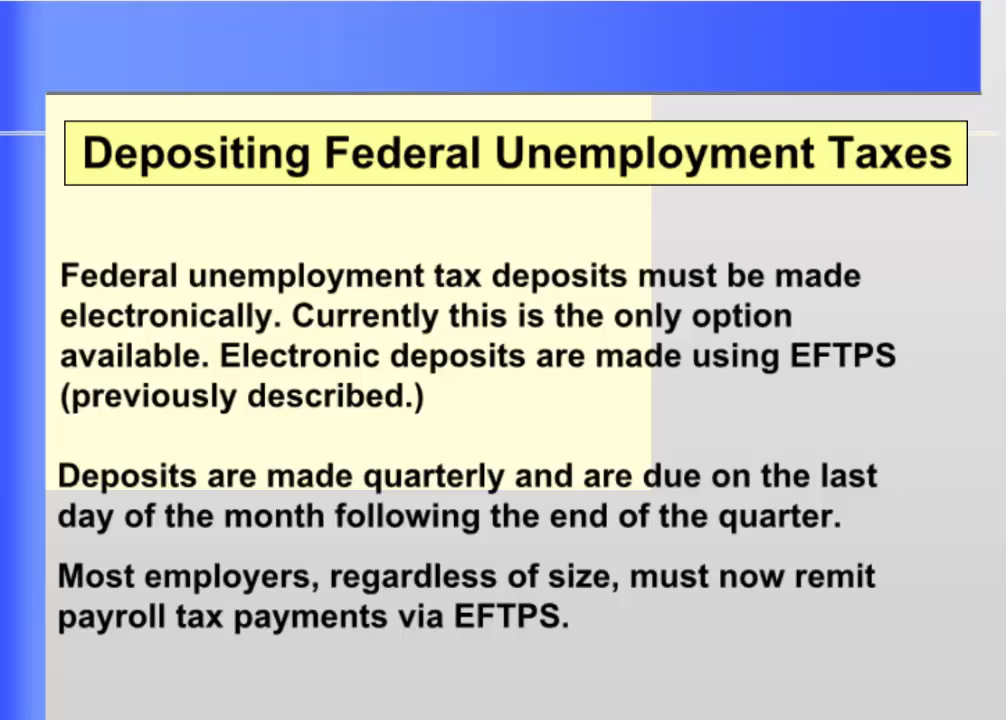 Depositing Federal Unemployment Taxes
Federal unemployment tax deposits must be made
electronically. Currently this is the only option
available. Electronic deposits are made using EFTPS
(previously described.)
Deposits are made quarterly and are due on the last
day of the month following the end of the quarter.
Most employers, regardless of size, must now remit
payroll tax payments via EFTPS.